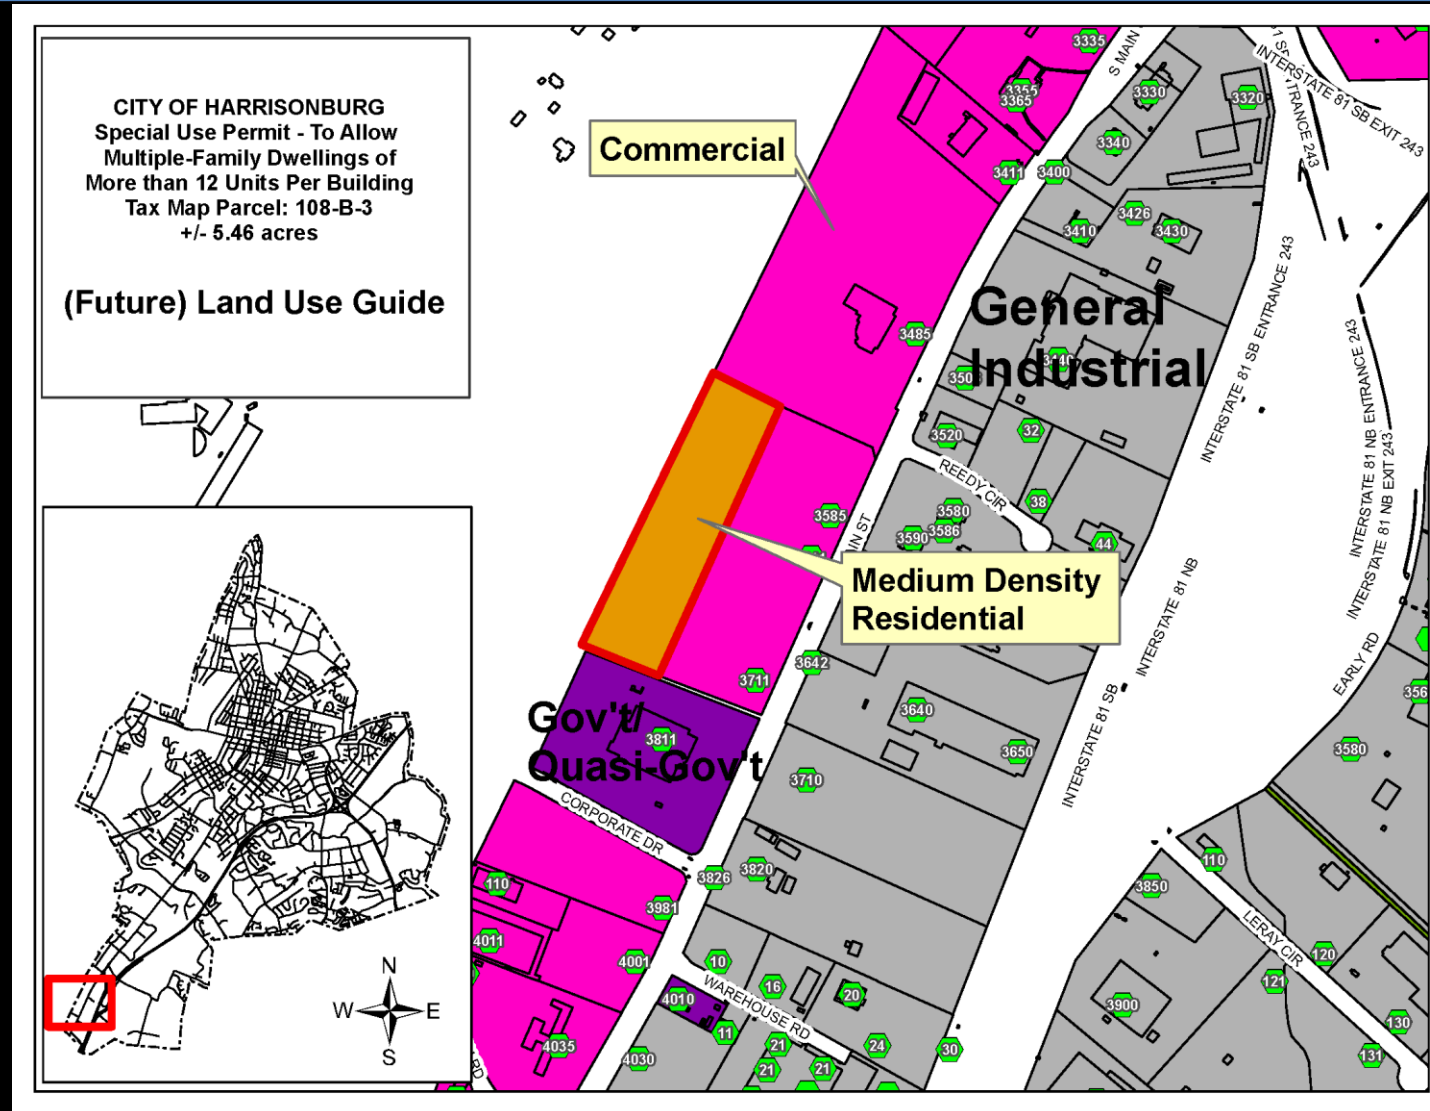 CITY OF HARRISONBURG
Special Use Permit - To Allow
Multiple-Family Dwellings of
More than 12 Units Per Building
Tax Map Parcel: 108-B-3
+/- 5.46 acres
(Future) Land Use Guide
Commercial
General
Industrial
Medium Density
Residential
Gov't/
Quasi-Gov't
S MAIN
INTERSTATE 81 SB EXIT 243
INTERSTATE 81 SB ENTRANCE 243
INTERSTATE 81 NB ENTRANCE 243
INTERSTATE 81 NB EXIT 243
INTERSTATE 81 NB
INTERSTATE 81 SB
EARLY RD
REEDY CIR
CORPORATE DR
WAREHOUSE RD
LERAY CIR
3335
3355
3365
3330
3320
3340
3411
3400
3426
3410
3430
3485
3520
32
38
3585
3580
3586
3590
44
3642
3711
3640
3650
3811
3710
3580
110
3820
3826
3850
110
3981
4011
4001
10
120
121
16
20
4010
3900
130
11
21
24
30
131
4035
4030
21
21
N
W
E
S